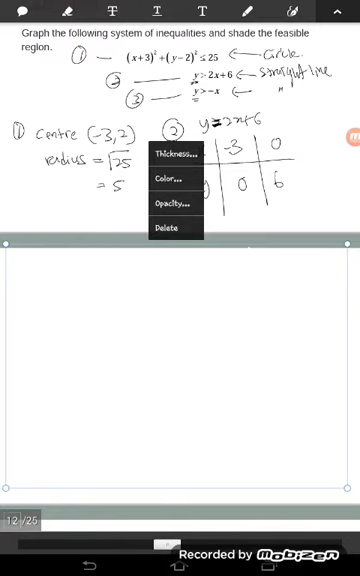 Graph the following system of inequalities and shade the feasible
region.
① — (x+3)² + (y−2)² ≤ 25 ← Circle.
② — y > 2x+6 ← straight line
③ — y > −x ← "
① Centre (−3,2)
radius = √25
= 5
② y = 2x+6
-3 0
y 0 6
Thickness...
Color...
Opacity...
Delete
12 /25
Recorded by Mobizen